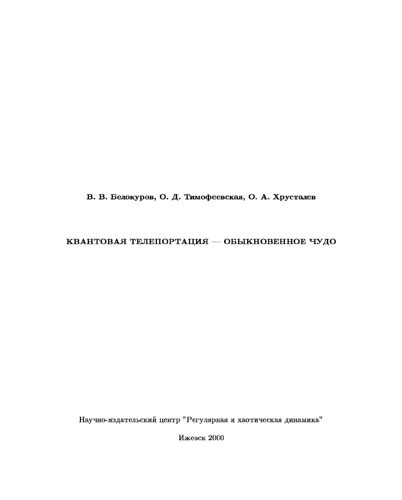 В. В. Белокуров, О. Д. Тимофеевская, О. А. Хрусталев
КВАНТОВАЯ ТЕЛЕПОРТАЦИЯ — ОБЫКНОВЕННОЕ ЧУДО
Научно-издательский центр "Регулярная и хаотическая динамика"
Ижевск 2000